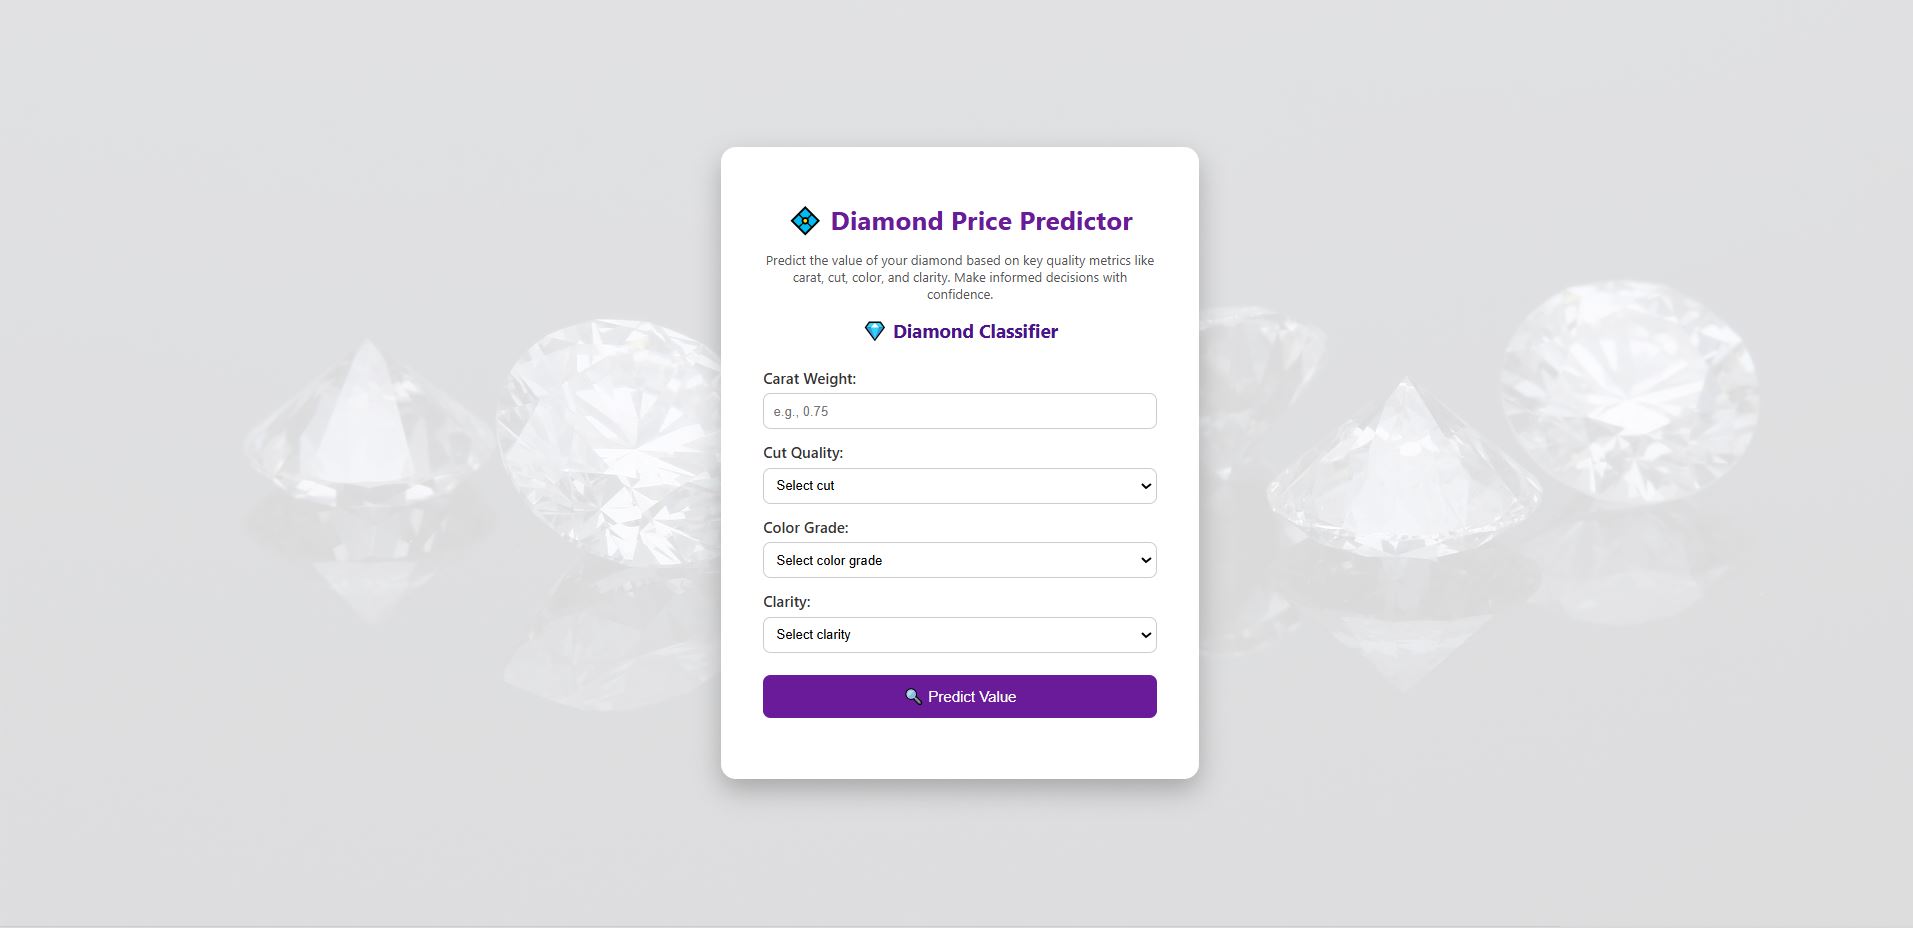 Diamond Price Predictor
Predict the value of your diamond based on key quality metrics like
carat, cut, color, and clarity. Make informed decisions with
confidence.
Diamond Classifier
Carat Weight:
e.g., 0.75
Cut Quality:
Select cut
Color Grade:
Select color grade
Clarity:
Select clarity
Predict Value